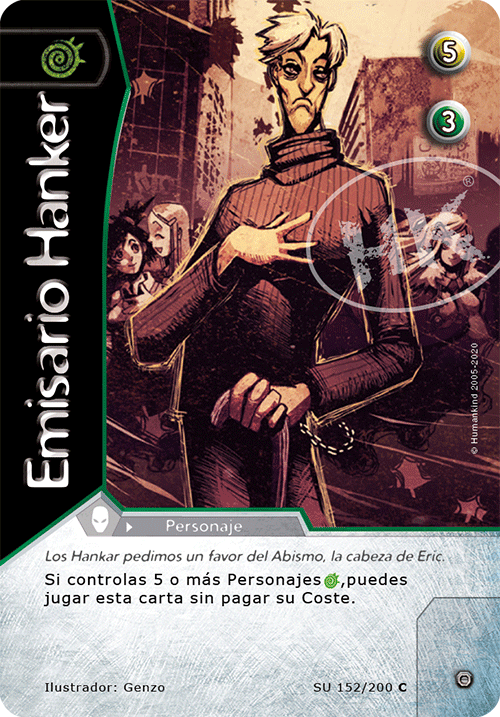 Emisario Hanker
5
3
HK
®
© Humankind 2005-2020
Personaje
Los Hankar pedimos un favor del Abismo, la cabeza de Eric.
Si controlas 5 o más Personajes ,puedes
jugar esta carta sin pagar su Coste.
Ilustrador: Genzo
SU 152/200 C